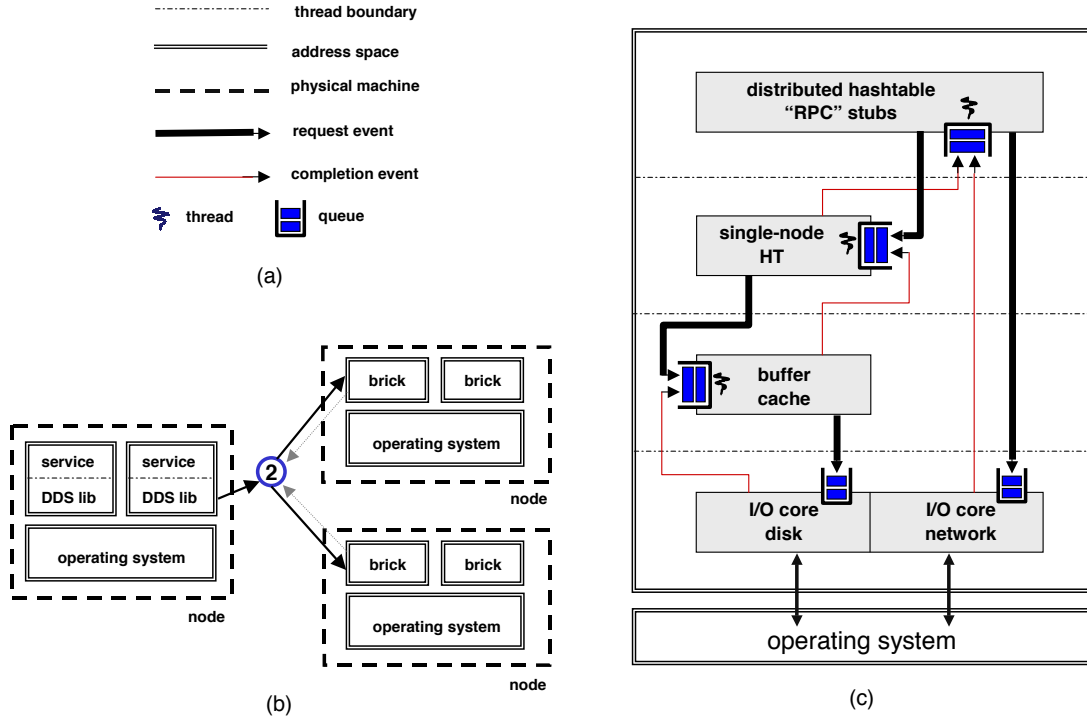 thread boundary
address space
physical machine
request event
completion event
thread
queue
(a)
service
DDS lib
service
DDS lib
operating system
node
2
brick
brick
operating system
node
brick
brick
operating system
node
(b)
distributed hashtable
“RPC” stubs
single-node
HT
buffer
cache
I/O core
disk
I/O core
network
operating system
(c)